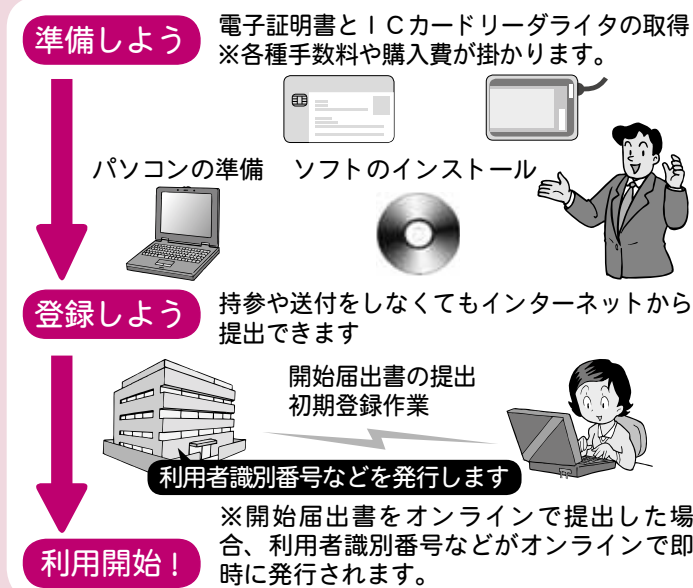 準備しよう
電子証明書とＩＣカードリーダライタの取得
※各種手数料や購入費が掛かります。
パソコンの準備
ソフトのインストール
登録しよう
持参や送付をしなくてもインターネットから
提出できます
開始届出書の提出
初期登録作業
利用者識別番号などを発行します
※開始届出書をオンラインで提出した場
合、利用者識別番号などがオンラインで即
時に発行されます。
利用開始！